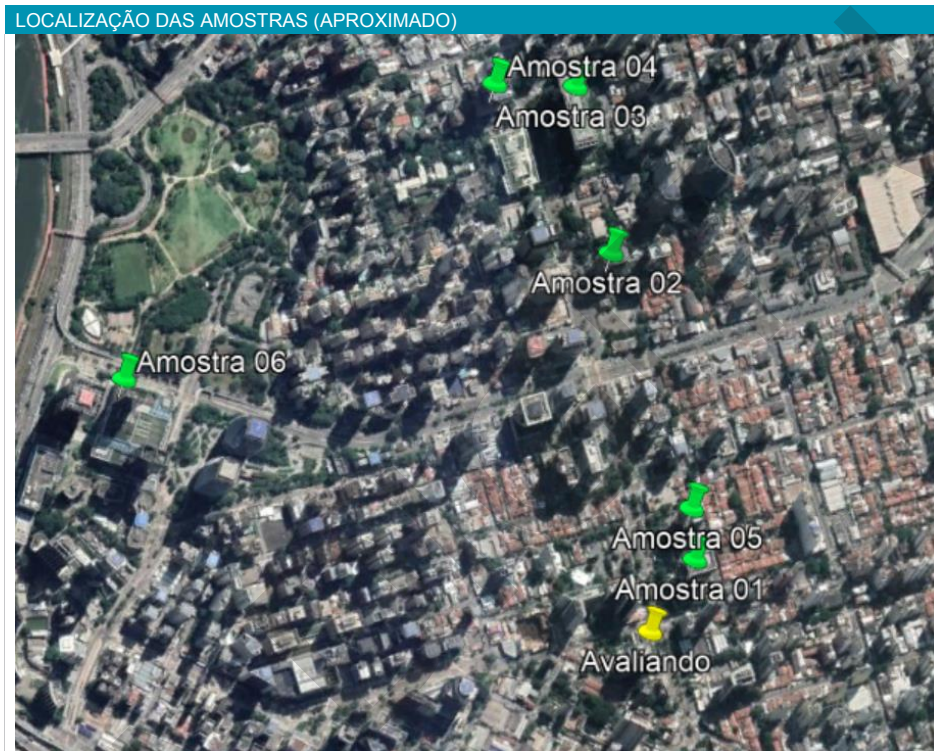 LOCALIZAÇÃO DAS AMOSTRAS (APROXIMADO)
Amostra 04
Amostra 03
Amostra 02
Amostra 06
Amostra 05
Amostra 01
Avaliando